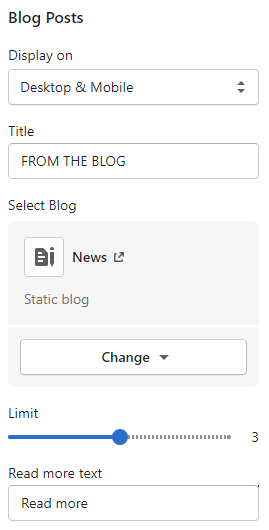 Blog Posts
Display on
Desktop & Mobile
Title
FROM THE BLOG
Select Blog
News
Static blog
Change
Limit
3
Read more text
Read more